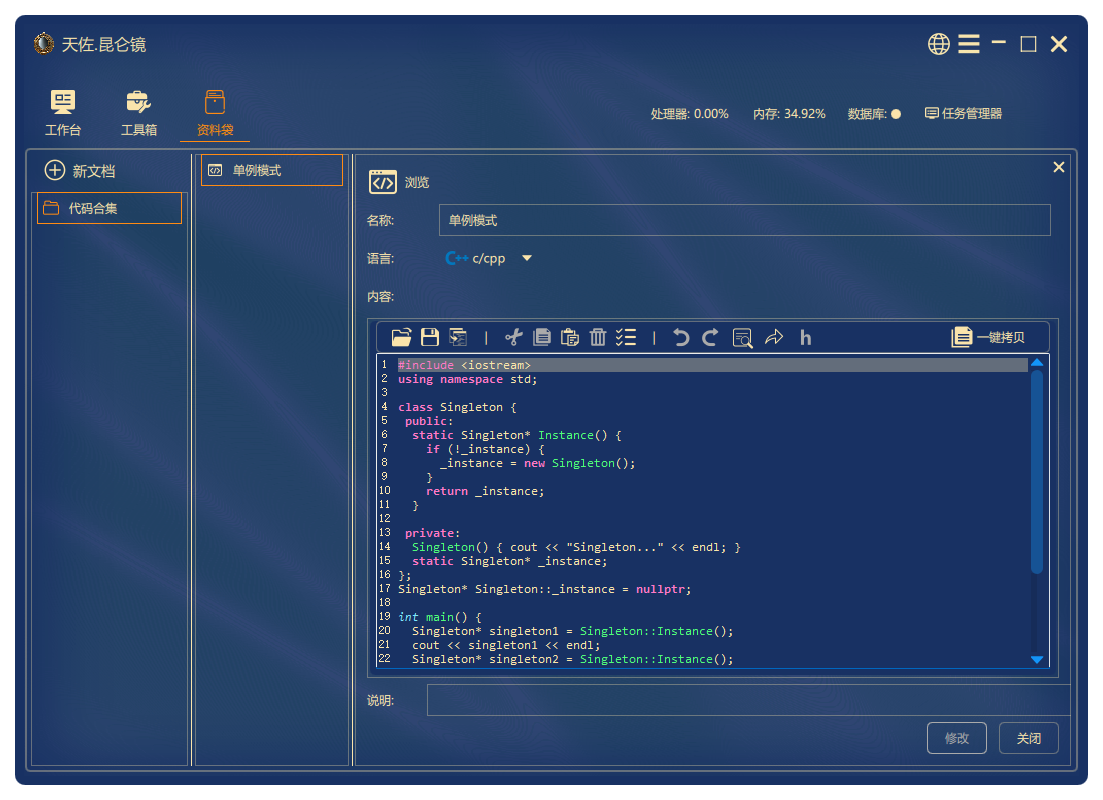 天佐.昆仑镜
工作台 工具箱 资料袋 处理器: 0.00% 内存: 34.92% 数据库: 任务管理器
新文档
代码合集
单例模式
浏览
名称: 单例模式
语言: C++ c/cpp
内容:
| | h 一键拷贝
1 #include <iostream>
2 using namespace std;
3
4 class Singleton {
5 public:
6 static Singleton* Instance() {
7 if (!_instance) {
8 _instance = new Singleton();
9 }
10 return _instance;
11 }
12
13 private:
14 Singleton() { cout << "Singleton..." << endl; }
15 static Singleton* _instance;
16 };
17 Singleton* Singleton::_instance = nullptr;
18
19 int main() {
20 Singleton* singleton1 = Singleton::Instance();
21 cout << singleton1 << endl;
22 Singleton* singleton2 = Singleton::Instance();
说明:
修改 关闭